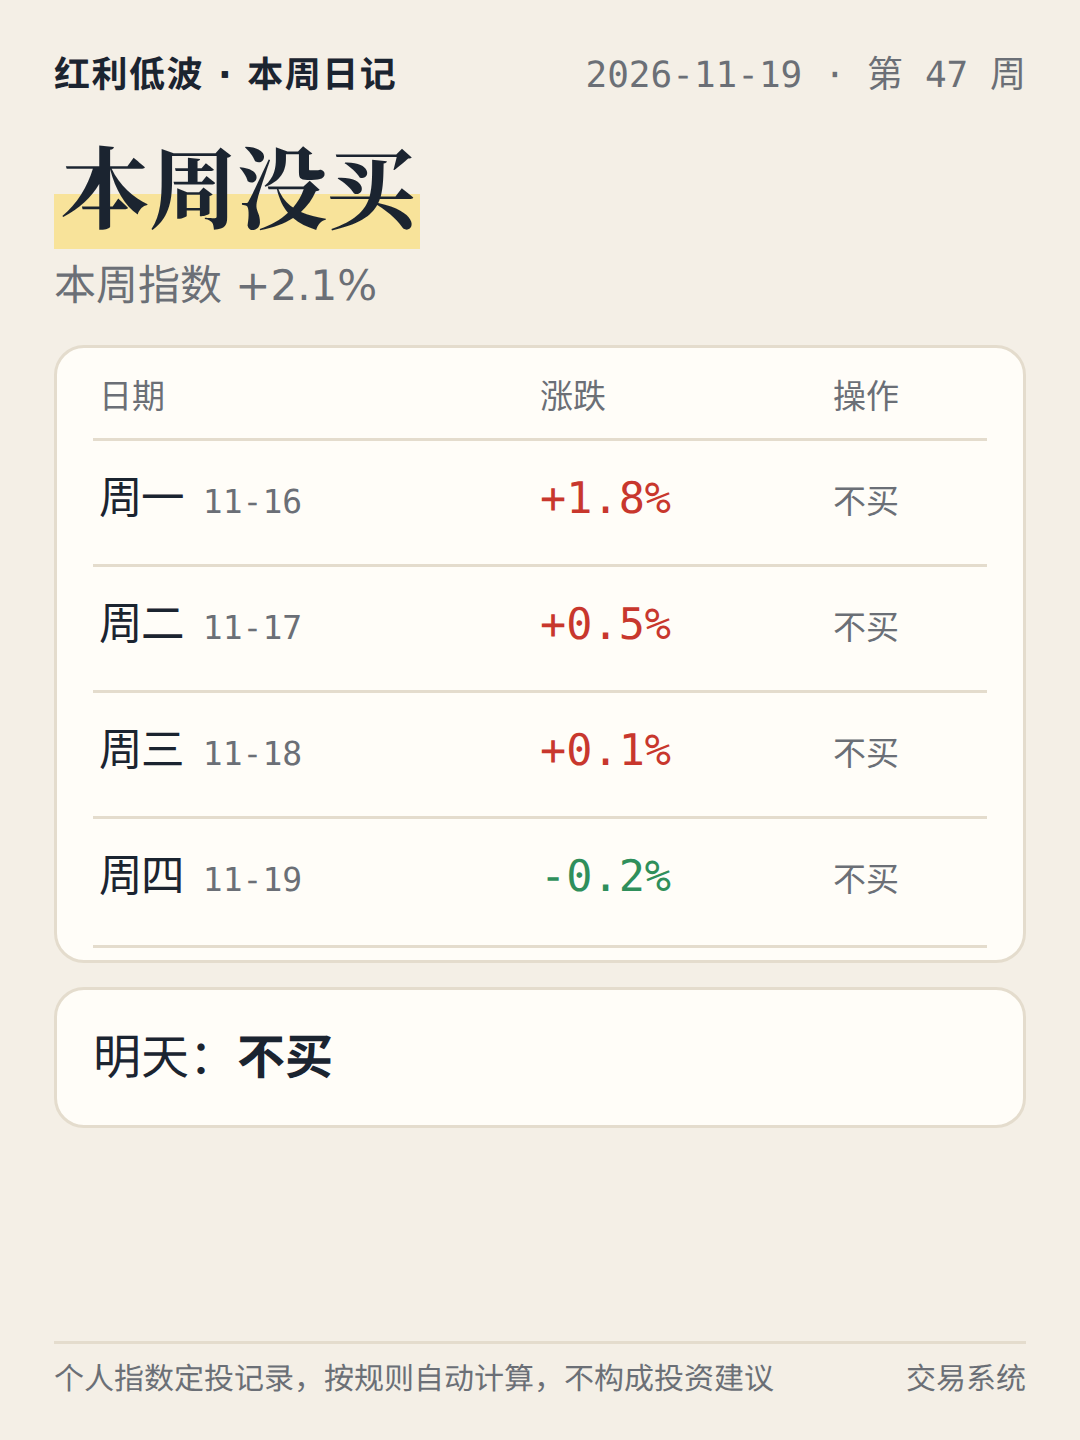 红利低波 · 本周日记 2026-11-19 · 第 47 周
本周没买
本周指数 +2.1%
日期 涨跌 操作
周一 11-16 +1.8% 不买
周二 11-17 +0.5% 不买
周三 11-18 +0.1% 不买
周四 11-19 -0.2% 不买
明天：不买
个人指数定投记录，按规则自动计算，不构成投资建议 交易系统